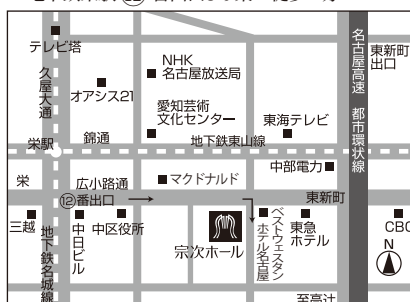 テレビ塔
久屋大通
オアシス21
NHK
名古屋放送局
愛知芸術
文化センター
東海テレビ
名古屋高速 都市環状線
東新町
出口
栄駅
錦通
地下鉄東山線
中部電力
栄
広小路通
マクドナルド
東新町
⑫番出口
三越
地下鉄名城線
中日ビル
中区役所
宗次ホール
ベストウェスタン
ホテル名古屋
東急
ホテル
CBC
N
至高辻